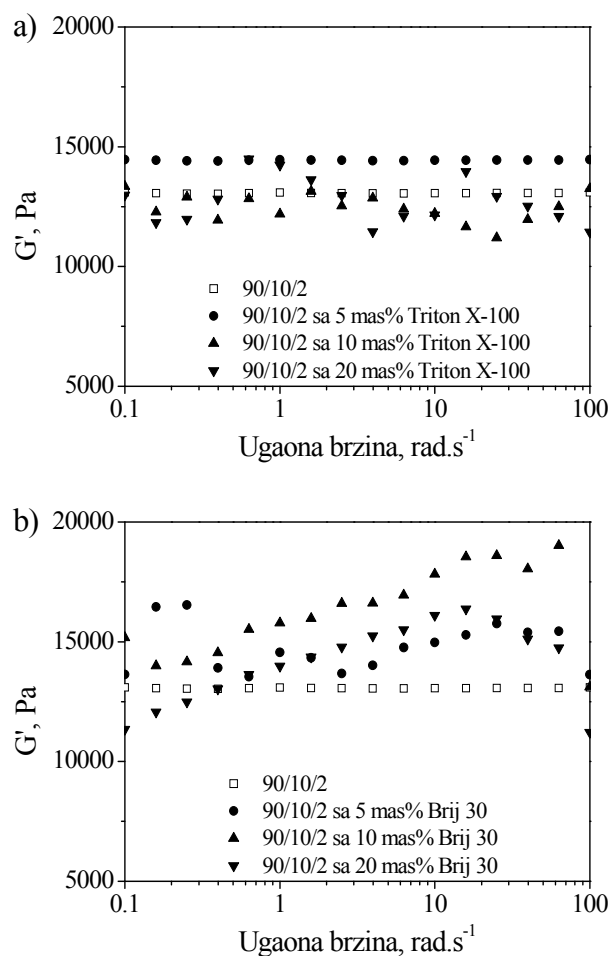 a)
20000
15000
10000
5000
G', Pa
90/10/2
90/10/2 sa 5 mas% Triton X-100
90/10/2 sa 10 mas% Triton X-100
90/10/2 sa 20 mas% Triton X-100
0.1 1 10 100
Ugaona brzina, rad.s⁻¹
b)
20000
15000
10000
5000
G', Pa
90/10/2
90/10/2 sa 5 mas% Brij 30
90/10/2 sa 10 mas% Brij 30
90/10/2 sa 20 mas% Brij 30
0.1 1 10 100
Ugaona brzina, rad.s⁻¹